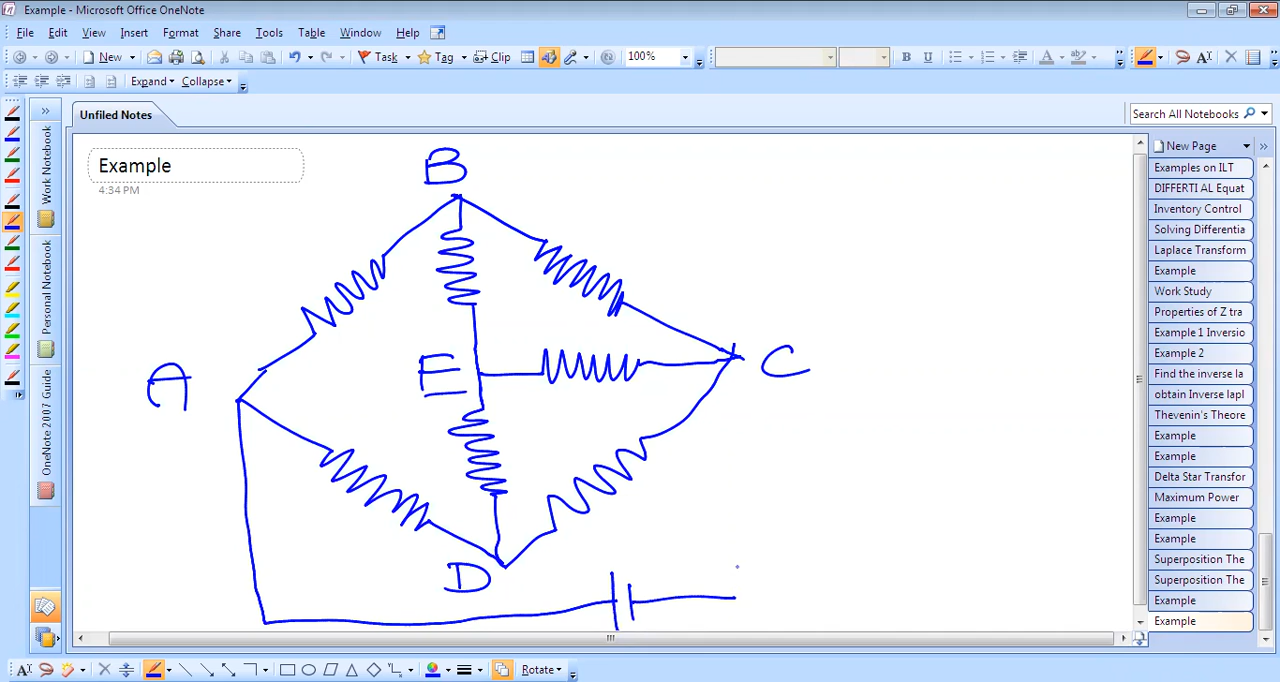 Example - Microsoft Office OneNote
File Edit View Insert Format Share Tools Table Window Help
New Task Tag Clip 100% B U A ab
Expand Collapse
Unfiled Notes
Search All Notebooks
New Page
Example
4:34 PM
B
A
E
C
D
Work Notebook
Personal Notebook
OneNote 2007 Guide
Examples on ILT
DIFFERTI AL Equat
Inventory Control
Solving Differentia
Laplace Transform
Example
Work Study
Properties of Z tra
Example 1 Inversio
Example 2
Find the inverse la
obtain Inverse lapl
Thevenin's Theore
Example
Example
Delta Star Transfor
Maximum Power
Example
Example
Superposition The
Superposition The
Example
Example
Rotate